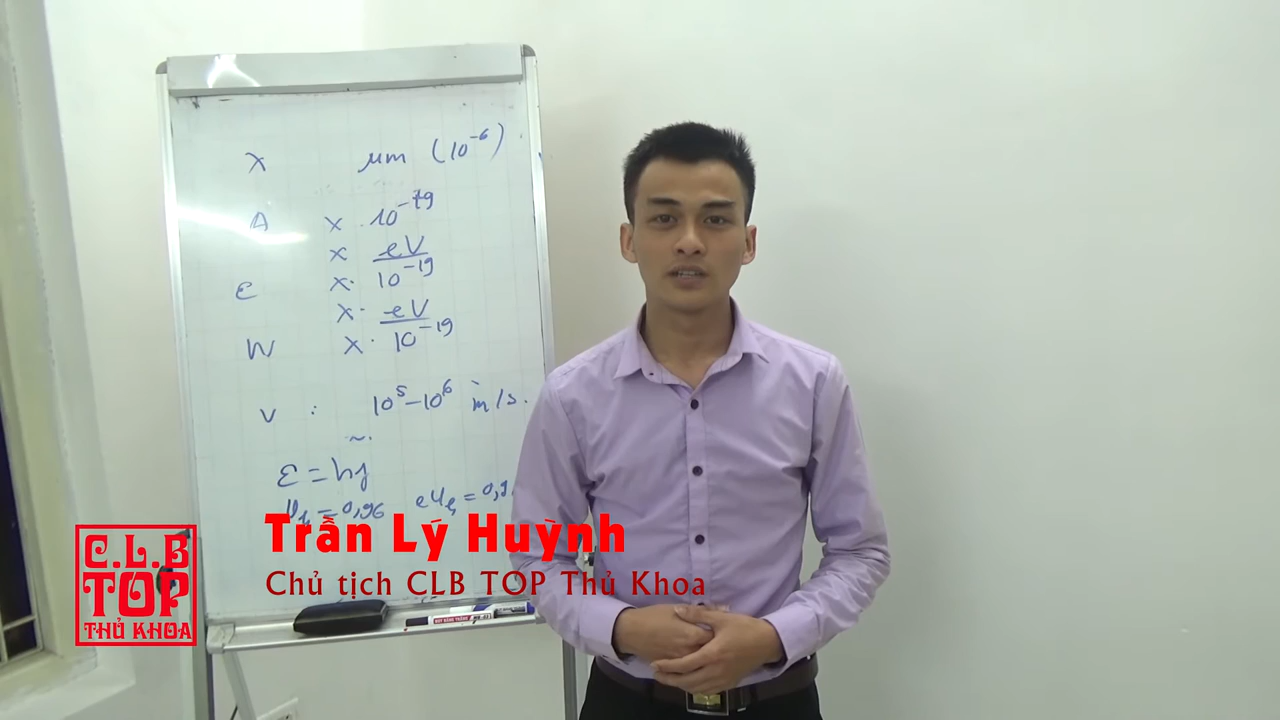 λ μm (10⁻⁶)
A x . 10⁻¹⁹
x eV
ε x. 10⁻¹⁹
x. eV
W x. 10⁻¹⁹
v : 10⁵-10⁶ m/s.
~.
ε = hf
= 0,96
Trần Lý Huỳnh
Chủ tịch CLB TOP Thủ Khoa
C.L.B
TOP
THỦ KHOA